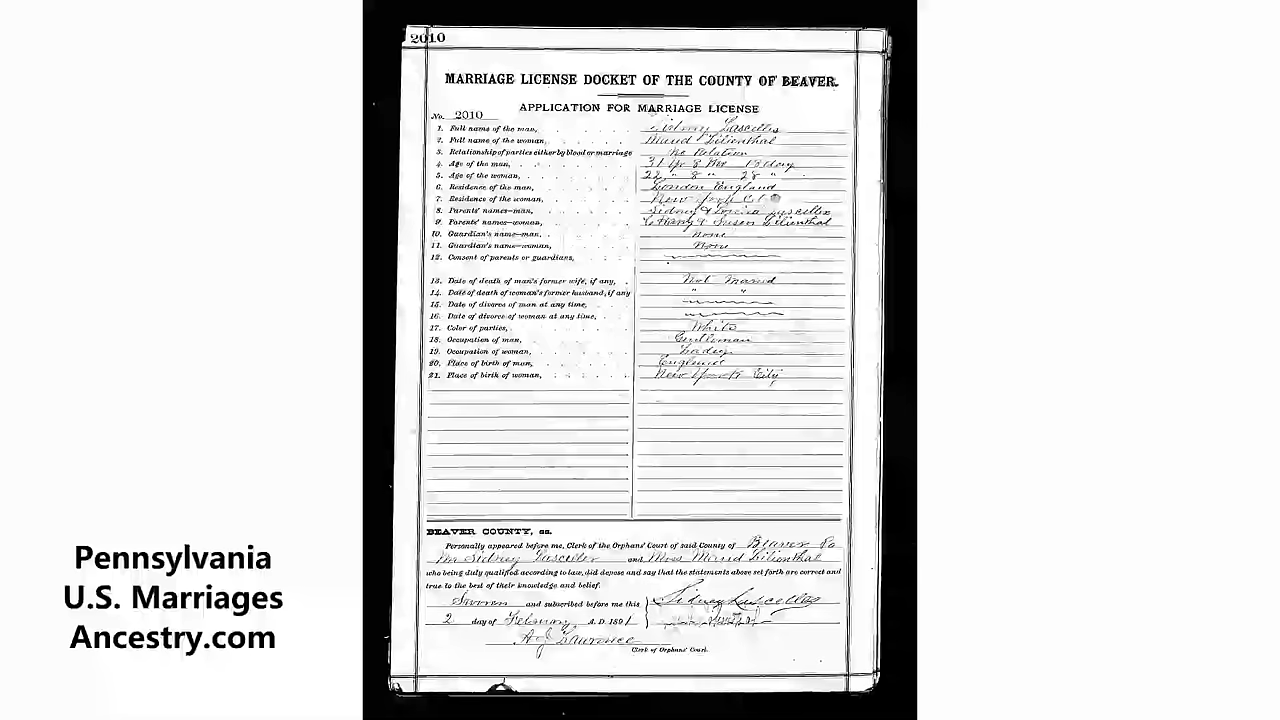 2010
MARRIAGE LICENSE DOCKET OF THE COUNTY OF BEAVER.
APPLICATION FOR MARRIAGE LICENSE
No. 2010
1. Full name of the man, Sidney Lascelles
2. Full name of the woman, Maud Lilienthal
3. Relationship of parties either by blood or marriage No Relation
4. Age of the man, 31 yr 8 mo 13 day
5. Age of the woman, 22 " 8 " 28 "
6. Residence of the man, London England
7. Residence of the woman, New York City
8. Parents' names—man, Sidney & Lascelles
9. Parents' names—woman, & Susen Lilienthal
10. Guardian's name—man, None
11. Guardian's name—woman, None
12. Consent of parents or guardians,
13. Date of death of man's former wife, if any, Not Married
14. Date of death of woman's former husband, if any " "
15. Date of divorce of man at any time,
16. Date of divorce of woman at any time,
17. Color of parties, White
18. Occupation of man, Gentleman
19. Occupation of woman, Lady
20. Place of birth of man, England
21. Place of birth of woman, New York City
BEAVER COUNTY, ss.
Personally appeared before me, Clerk of the Orphans' Court of said County of Beaver
Mr Sidney Lascelles and Miss Maud Lilienthal
who being duly qualified according to law, did depose and say that the statements above set forth are correct and
true to the best of their knowledge and belief.
Sworn and subscribed before me this Sidney Lascelles
2 day of February, A.D. 1891
A J Lawrence
Clerk of Orphans' Court.
Pennsylvania
U.S. Marriages
Ancestry.com